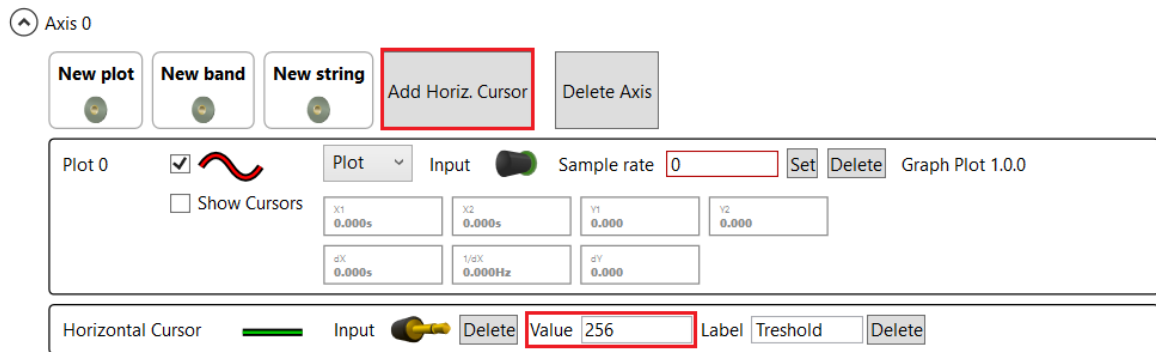 Axis 0
New plot New band New string Add Horiz. Cursor Delete Axis
Plot 0 Plot Input Sample rate 0 Set Delete Graph Plot 1.0.0
Show Cursors
X1 X2 Y1 Y2
0.000s 0.000s 0.000 0.000
dX 1/dX dY
0.000s 0.000Hz 0.000
Horizontal Cursor Input Delete Value 256 Label Treshold Delete